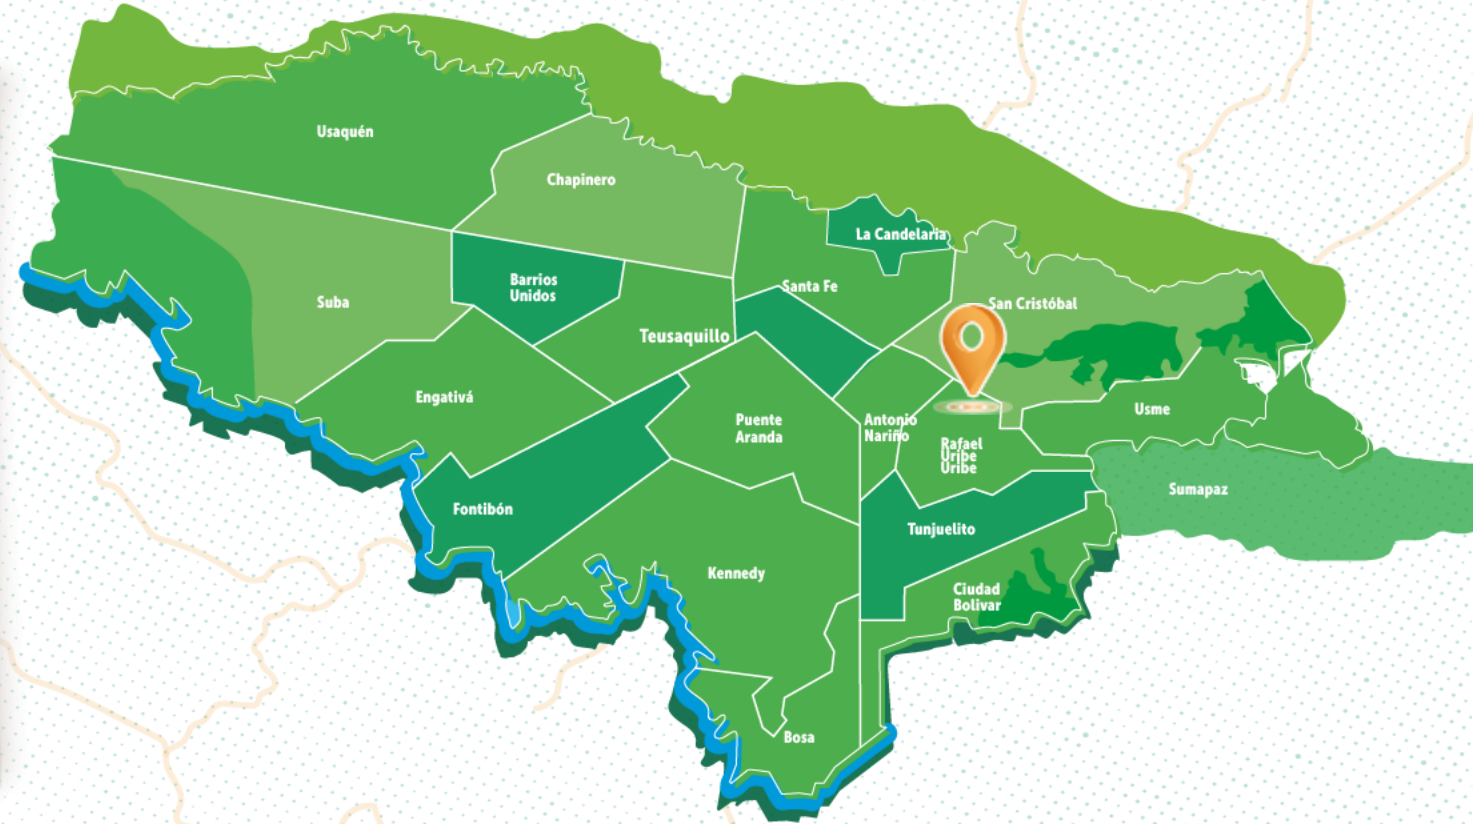 Usaquén
Chapinero
La Candelaria
Barrios
Unidos
Santa Fe
Suba
San Cristóbal
Teusaquillo
Engativá
Puente
Aranda
Antonio
Nariño
Usme
Rafael
Uribe
Uribe
Sumapaz
Fontibón
Tunjuelito
Kennedy
Ciudad
Bolivar
Bosa